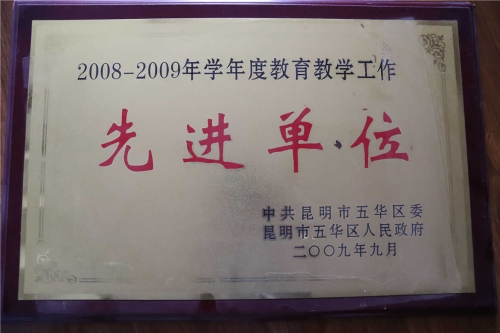 2008-2009年学年度教育教学工作
先进单位
中共昆明市五华区委
昆明市五华区人民政府
二〇〇九年九月